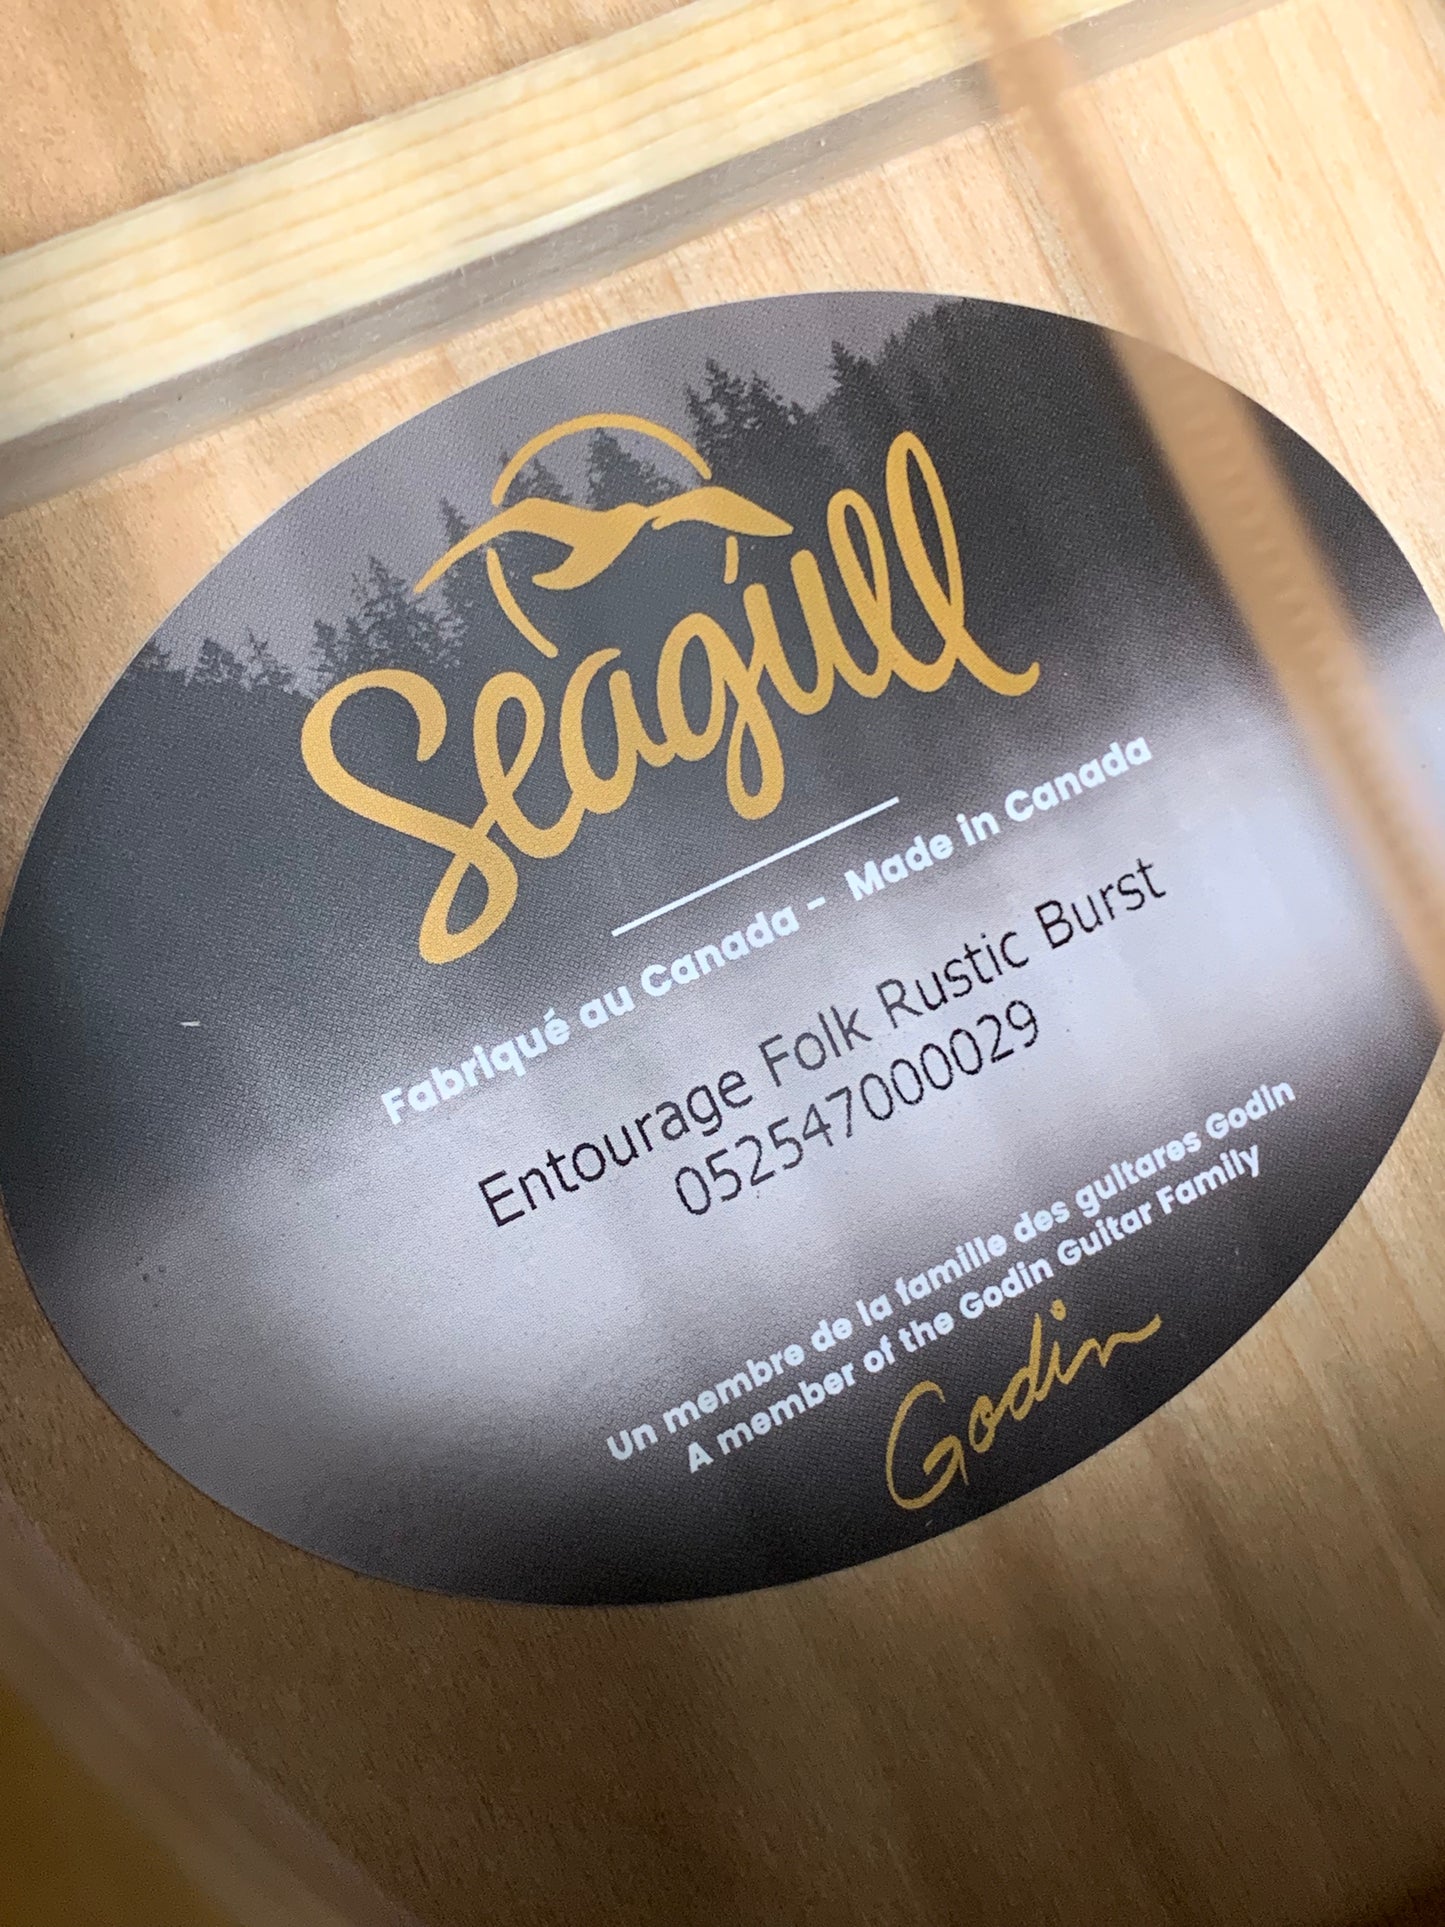 Seagull
Fabriqué au Canada - Made in Canada
Entourage Folk Rustic Burst
052547000029
Un membre de la famille des guitares Godin
A member of the Godin Guitar Family
Godin